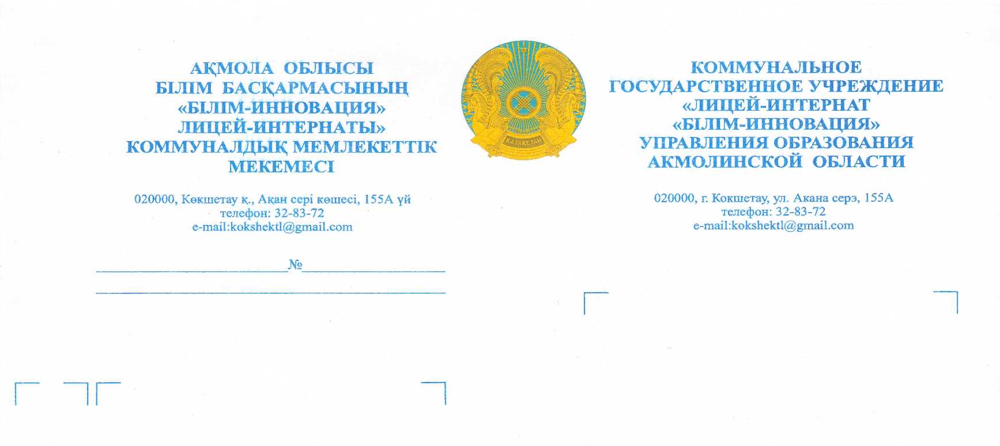 АҚМОЛА ОБЛЫСЫ
БІЛІМ БАСҚАРМАСЫНЫҢ
«БІЛІМ-ИННОВАЦИЯ»
ЛИЦЕЙ-ИНТЕРНАТЫ»
КОММУНАЛДЫҚ МЕМЛЕКЕТТІК
МЕКЕМЕСІ
020000, Көкшетау қ., Ақан сері көшесі, 155А үй
телефон: 32-83-72
e-mail:kokshektl@gmail.com
№
ҚАЗАҚСТАН
КОММУНАЛЬНОЕ
ГОСУДАРСТВЕННОЕ УЧРЕЖДЕНИЕ
«ЛИЦЕЙ-ИНТЕРНАТ
«БІЛІМ-ИННОВАЦИЯ»
УПРАВЛЕНИЯ ОБРАЗОВАНИЯ
АКМОЛИНСКОЙ ОБЛАСТИ
020000, г. Кокшетау, ул. Акана серэ, 155А
телефон: 32-83-72
e-mail:kokshektl@gmail.com